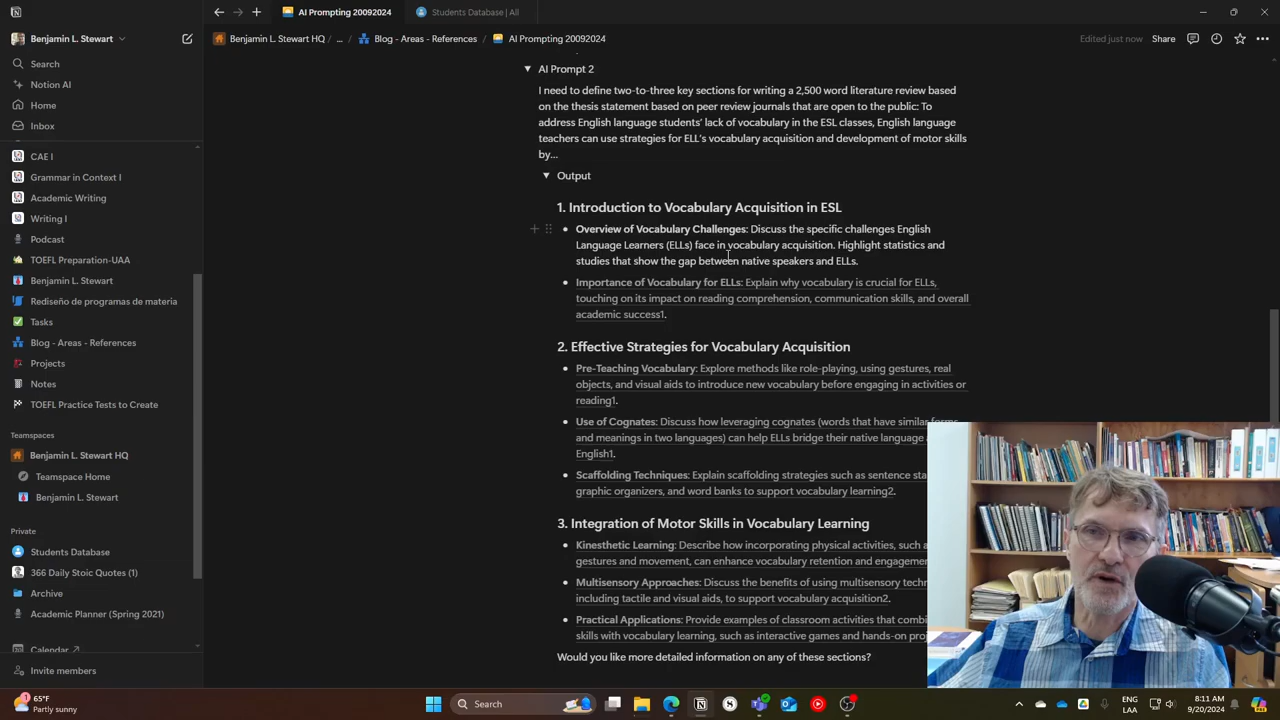 AI Prompting 20092024
Students Database | All
Benjamin L. Stewart
Benjamin L. Stewart HQ / ... / Blog - Areas - References / AI Prompting 20092024
Edited just now
Share
Search
Notion AI
Home
Inbox
CAE I
Grammar in Context I
Academic Writing
Writing I
Podcast
TOEFL Preparation-UAA
Benjamin L. Stewart
Rediseño de programas de materia
Tasks
Blog - Areas - References
Projects
Notes
TOEFL Practice Tests to Create
Teamspaces
Benjamin L. Stewart HQ
Teamspace Home
Benjamin L. Stewart
Private
Students Database
366 Daily Stoic Quotes (1)
Archive
Academic Planner (Spring 2021)
Calendar
Invite members
AI Prompt 2
I need to define two-to-three key sections for writing a 2,500 word literature review based
on the thesis statement based on peer review journals that are open to the public: To
address English language students' lack of vocabulary in the ESL classes, English language
teachers can use strategies for ELL's vocabulary acquisition and development of motor skills
by...
Output
1. Introduction to Vocabulary Acquisition in ESL
Overview of Vocabulary Challenges: Discuss the specific challenges English
Language Learners (ELLs) face in vocabulary acquisition. Highlight statistics and
studies that show the gap between native speakers and ELLs.
Importance of Vocabulary for ELLs: Explain why vocabulary is crucial for ELLs,
touching on its impact on reading comprehension, communication skills, and overall
academic success1.
2. Effective Strategies for Vocabulary Acquisition
Pre-Teaching Vocabulary: Explore methods like role-playing, using gestures, real
objects, and visual aids to introduce new vocabulary before engaging in activities or
reading1.
Use of Cognates: Discuss how leveraging cognates (words that have similar forms
and meanings in two languages) can help ELLs bridge their native language
English1.
Scaffolding Techniques: Explain scaffolding strategies such as sentence sta
graphic organizers, and word banks to support vocabulary learning2.
3. Integration of Motor Skills in Vocabulary Learning
Kinesthetic Learning: Describe how incorporating physical activities, such a
gestures and movement, can enhance vocabulary retention and engageme
Multisensory Approaches: Discuss the benefits of using multisensory techn
including tactile and visual aids, to support vocabulary acquisition2.
Practical Applications: Provide examples of classroom activities that comb
skills with vocabulary learning, such as interactive games and hands-on pro
Would you like more detailed information on any of these sections?
1
65°F
Partly sunny
Search
ENG
LAA
8:11 AM
9/20/2024